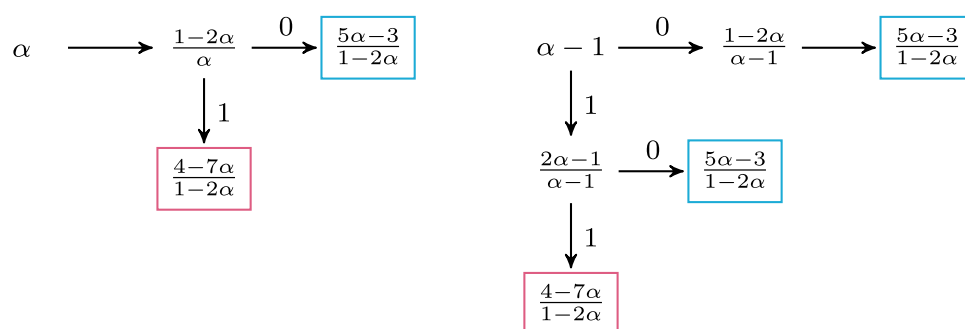 α → (1−2α)/α 0 → (5α−3)/(1−2α)
1
(4−7α)/(1−2α)
α − 1 0 → (1−2α)/(α−1) → (5α−3)/(1−2α)
1
(2α−1)/(α−1) 0 → (5α−3)/(1−2α)
1
(4−7α)/(1−2α)